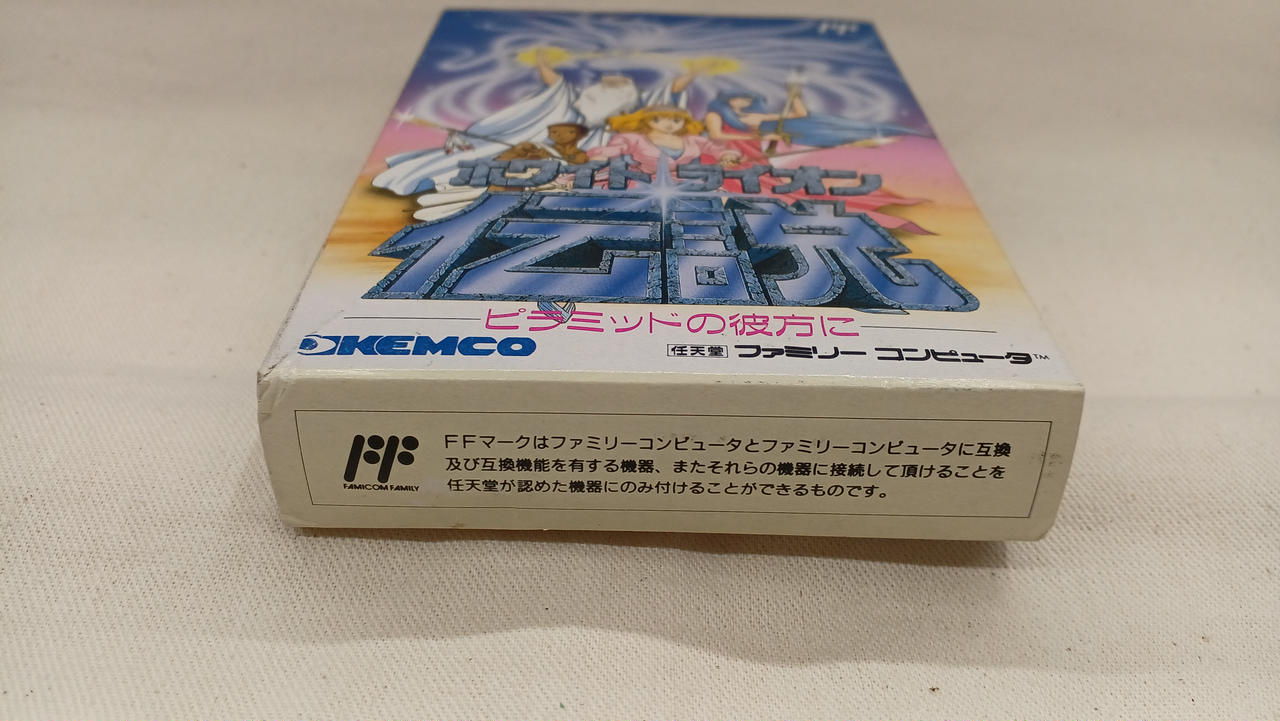 FF
ホワイトライオン
伝説
ピラミッドの彼方に
KEMCO
任天堂 ファミリー コンピュータ™
FF
FAMICOM FAMILY
FFマークはファミリーコンピュータとファミリーコンピュータに互換
及び互換機能を有する機器、またそれらの機器に接続して頂けることを
任天堂が認めた機器にのみ付けることができるものです。